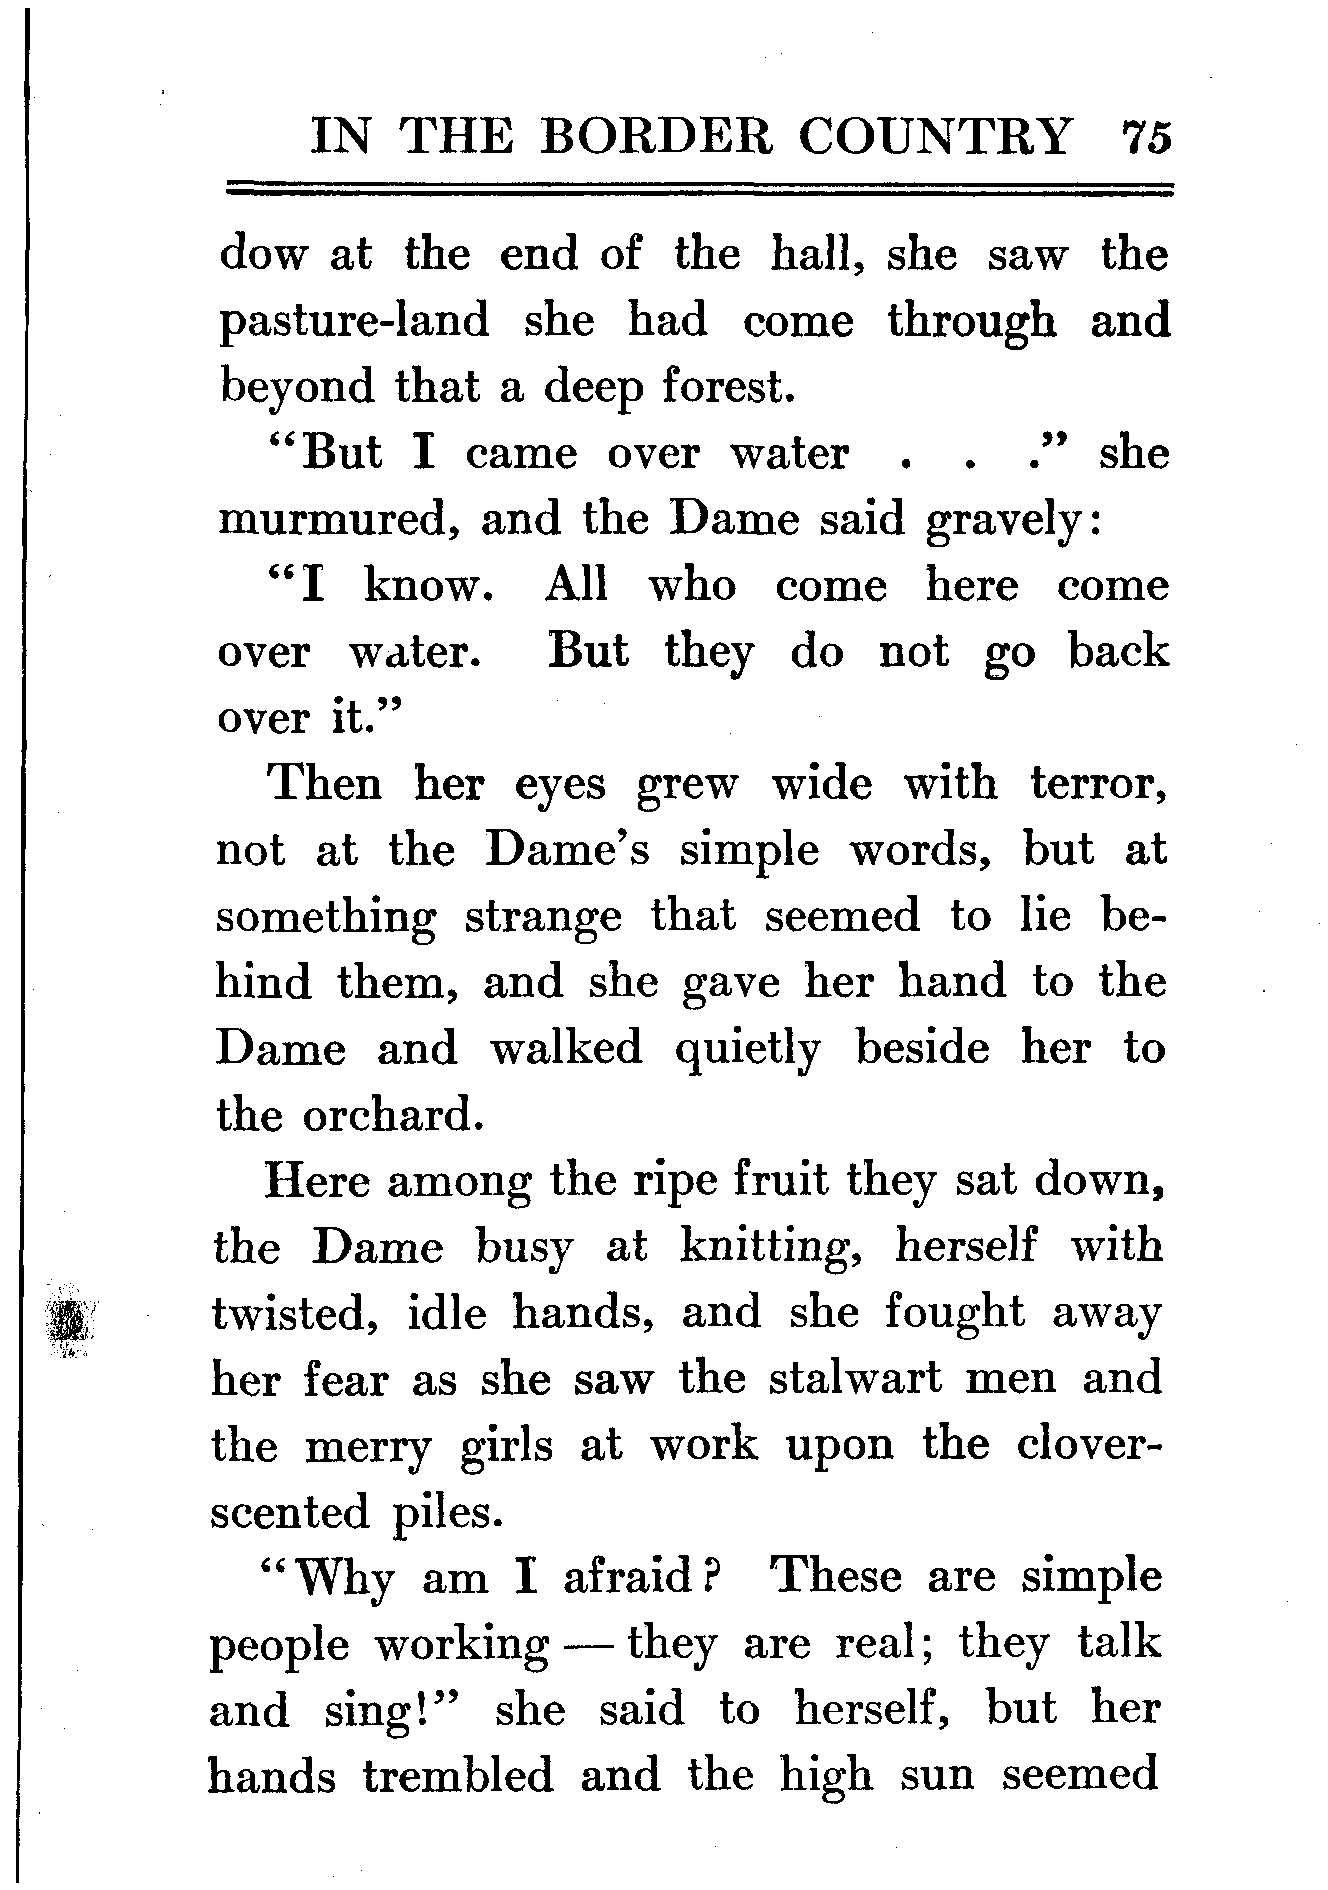 IN THE BORDER COUNTRY 75
dow at the end of the hall, she saw the
pasture-land she had come through and
beyond that a deep forest.
“But I came over water . . .” she
murmured, and the Dame said gravely:
“I know. All who come here come
over water. But they do not go back
over it.”
Then her eyes grew wide with terror,
not at the Dame’s simple words, but at
something strange that seemed to lie be-
hind them, and she gave her hand to the
Dame and walked quietly beside her to
the orchard.
Here among the ripe fruit they sat down,
the Dame busy at knitting, herself with
twisted, idle hands, and she fought away
her fear as she saw the stalwart men and
the merry girls at work upon the clover-
scented piles.
“Why am I afraid? These are simple
people working — they are real; they talk
and sing!” she said to herself, but her
hands trembled and the high sun seemed